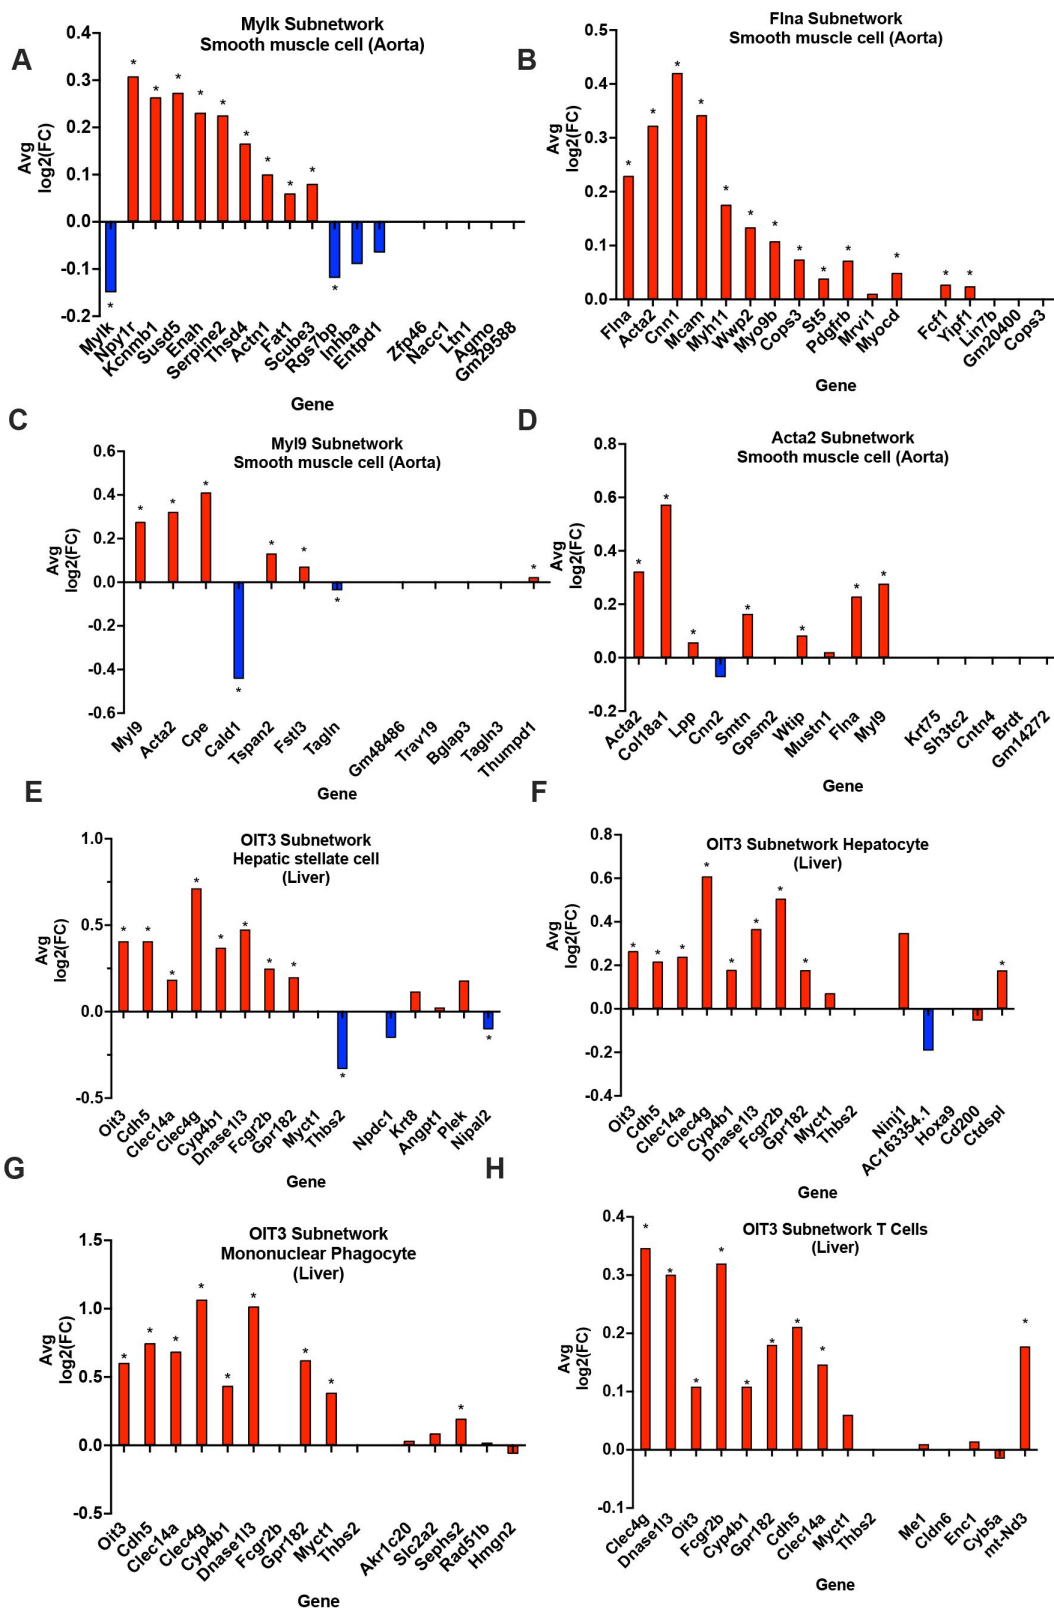 A
Mylk Subnetwork
Smooth muscle cell (Aorta)
Avg
log2(FC)
0.4
0.3
0.2
0.1
0.0
-0.1
-0.2
* * * * * * * * * * * *
Mylk
Npy1r
Kcnmb1
Susd5
Enah
Serpine2
Thsd4
Actn1
Fat1
Scube3
Rgs7bp
Inhba
Entpd1
Zfp46
Nacc1
Ltn1
Agmo
Gm29588
Gene
B
Flna Subnetwork
Smooth muscle cell (Aorta)
Avg
log2(FC)
0.5
0.4
0.3
0.2
0.1
0.0
* * * * * * * * * * * * *
Flna
Acta2
Cnn1
Mcam
Myh11
Wwp2
Myo9b
Cops3
St5
Pdgfrb
Mrvi1
Myocd
Fcf1
Yipf1
Lin7b
Gm20400
Cops3
Gene
C
Myl9 Subnetwork
Smooth muscle cell (Aorta)
Avg
log2(FC)
0.6
0.4
0.2
0.0
-0.2
-0.4
-0.6
* * * * * * * *
Myl9
Acta2
Cpe
Cald1
Tspan2
Fstl3
Tagln
Gm48486
Trav19
Bglap3
Tagln3
Thumpd1
Gene
D
Acta2 Subnetwork
Smooth muscle cell (Aorta)
Avg
log2(FC)
0.8
0.6
0.4
0.2
0.0
-0.2
* * * * * * *
Acta2
Col18a1
Lpp
Cnn2
Smtn
Gpsm2
Wtip
Mustn1
Flna
Myl9
Krt75
Sh3tc2
Cntn4
Brdt
Gm14272
Gene
E
OIT3 Subnetwork
Hepatic stellate cell
(Liver)
Avg
log2(FC)
1.0
0.5
0.0
-0.5
* * * * * * * * * *
Oit3
Cdh5
Clec14a
Clec4g
Cyp4b1
Dnase1l3
Fcgr2b
Gpr182
Myct1
Thbs2
Npdc1
Krt8
Angpt1
Plek
Nipal2
Gene
F
OIT3 Subnetwork Hepatocyte
(Liver)
Avg
log2(FC)
0.8
0.6
0.4
0.2
0.0
-0.2
-0.4
* * * * * * * * *
Oit3
Cdh5
Clec14a
Clec4g
Cyp4b1
Dnase1l3
Fcgr2b
Gpr182
Myct1
Thbs2
Ninj1
AC163354.1
Hoxa9
Cd200
Ctdspl
Gene
G
OIT3 Subnetwork
Mononuclear Phagocyte
(Liver)
Avg
log2(FC)
1.5
1.0
0.5
0.0
-0.5
* * * * * * * * *
Oit3
Cdh5
Clec14a
Clec4g
Cyp4b1
Dnase1l3
Fcgr2b
Gpr182
Myct1
Thbs2
Akr1c20
Slc2a2
Sephs2
Rad51b
Hmgn2
Gene
H
OIT3 Subnetwork T Cells
(Liver)
Avg
log2(FC)
0.4
0.3
0.2
0.1
0.0
-0.1
* * * * * * * * *
Clec4g
Dnase1l3
Oit3
Fcgr2b
Cyp4b1
Gpr182
Cdh5
Clec14a
Myct1
Thbs2
Me1
Cldn6
Enc1
Cyb5a
mt-Nd3
Gene